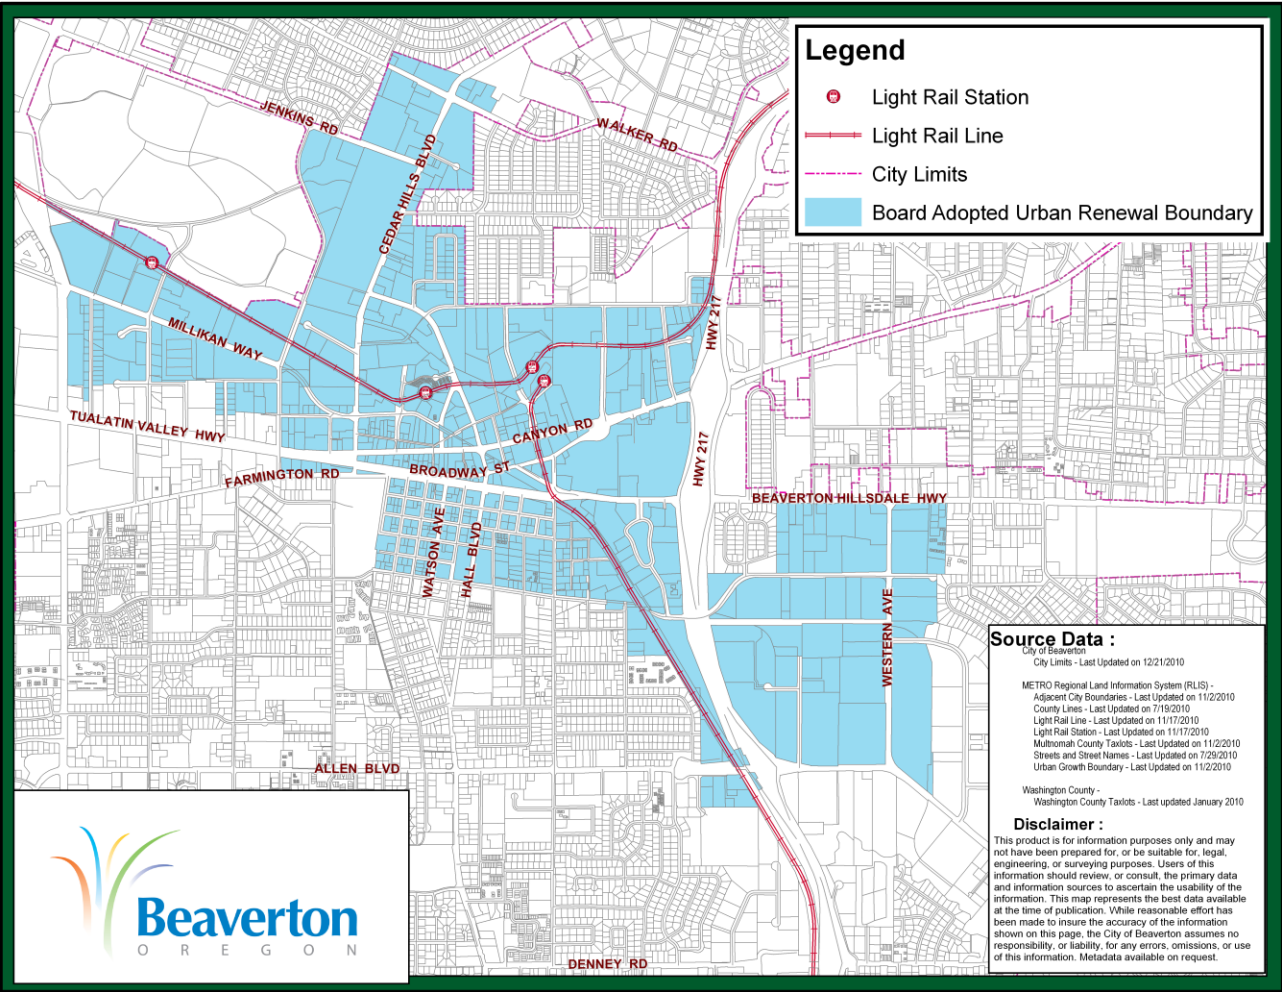 Legend
Light Rail Station
Light Rail Line
City Limits
Board Adopted Urban Renewal Boundary
JENKINS RD
WALKER RD
CEDAR HILLS BLVD
HWY 217
MILLIKAN WAY
TUALATIN VALLEY HWY
CANYON RD
HWY 217
BROADWAY ST
FARMINGTON RD
BEAVERTON HILLSDALE HWY
WATSON AVE
HALL BLVD
WESTERN AVE
ALLEN BLVD
DENNEY RD
Source Data :
City of Beaverton
City Limits - Last Updated on 12/21/2010
METRO Regional Land Information System (RLIS) -
Adjacent City Boundaries - Last Updated on 11/2/2010
County Lines - Last Updated on 7/19/2010
Light Rail Line - Last Updated on 11/17/2010
Light Rail Station - Last Updated on 11/17/2010
Multnomah County Taxlots - Last Updated on 11/2/2010
Streets and Street Names - Last Updated on 7/29/2010
Urban Growth Boundary - Last Updated on 11/2/2010
Washington County -
Washington County Taxlots - Last updated January 2010
Disclaimer :
This product is for information purposes only and may
not have been prepared for, or be suitable for, legal,
engineering, or surveying purposes. Users of this
information should review, or consult, the primary data
and information sources to ascertain the usability of the
information. This map represents the best data available
at the time of publication. While reasonable effort has
been made to insure the accuracy of the information
shown on this page, the City of Beaverton assumes no
responsibility, or liability, for any errors, omissions, or use
of this information. Metadata available on request.
Beaverton
OREGON